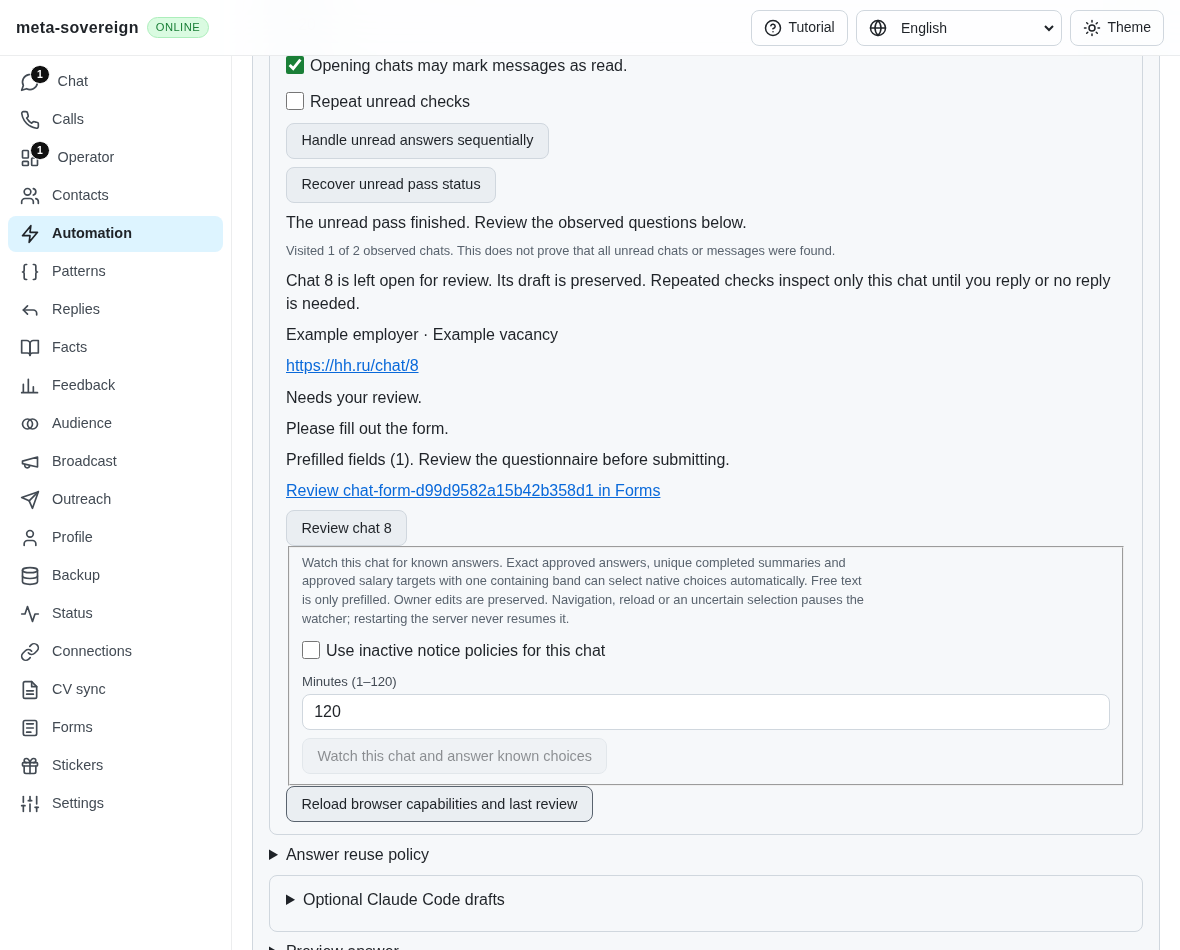 meta-sovereign ONLINE Tutorial English Theme
1 Chat
Calls
1 Operator
Contacts
Automation
Patterns
Replies
Facts
Feedback
Audience
Broadcast
Outreach
Profile
Backup
Status
Connections
CV sync
Forms
Stickers
Settings
Opening chats may mark messages as read.
Repeat unread checks
Handle unread answers sequentially
Recover unread pass status
The unread pass finished. Review the observed questions below.
Visited 1 of 2 observed chats. This does not prove that all unread chats or messages were found.
Chat 8 is left open for review. Its draft is preserved. Repeated checks inspect only this chat until you reply or no reply
is needed.
Example employer · Example vacancy
https://hh.ru/chat/8
Needs your review.
Please fill out the form.
Prefilled fields (1). Review the questionnaire before submitting.
Review chat-form-d99d9582a15b42b358d1 in Forms
Review chat 8
Watch this chat for known answers. Exact approved answers, unique completed summaries and
approved salary targets with one containing band can select native choices automatically. Free text
is only prefilled. Owner edits are preserved. Navigation, reload or an uncertain selection pauses the
watcher; restarting the server never resumes it.
Use inactive notice policies for this chat
Minutes (1–120)
120
Watch this chat and answer known choices
Reload browser capabilities and last review
Answer reuse policy
Optional Claude Code drafts
Preview answer